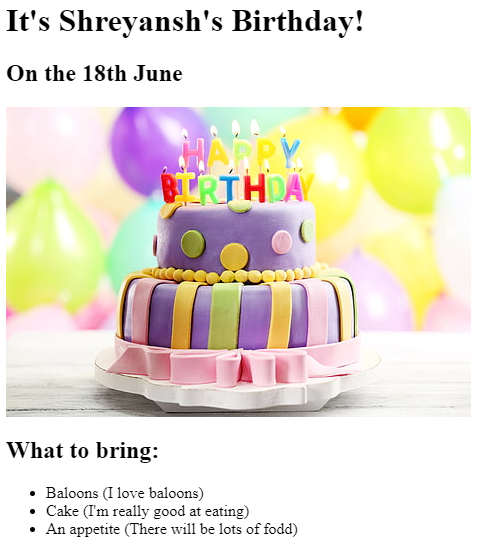 It's Shreyansh's Birthday!
On the 18th June
HAPPY
BIRTHDAY
What to bring:
Baloons (I love baloons)
Cake (I'm really good at eating)
An appetite (There will be lots of fodd)